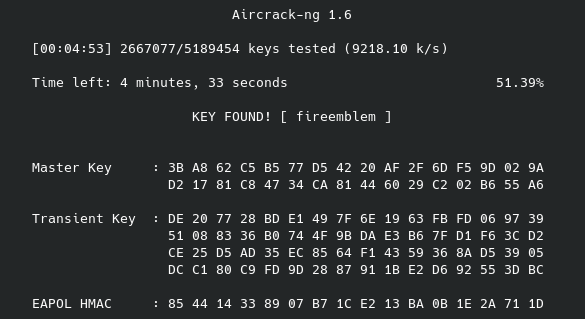 Aircrack-ng 1.6
[00:04:53] 2667077/5189454 keys tested (9218.10 k/s)
Time left: 4 minutes, 33 seconds 51.39%
KEY FOUND! [ fireemblem ]
Master Key : 3B A8 62 C5 B5 77 D5 42 20 AF 2F 6D F5 9D 02 9A
D2 17 81 C8 47 34 CA 81 44 60 29 C2 02 B6 55 A6
Transient Key : DE 20 77 28 BD E1 49 7F 6E 19 63 FB FD 06 97 39
51 08 83 36 B0 74 4F 9B DA E3 B6 7F D1 F6 3C D2
CE 25 D5 AD 35 EC 85 64 F1 43 59 36 8A D5 39 05
DC C1 80 C9 FD 9D 28 87 91 1B E2 D6 92 55 3D BC
EAPOL HMAC : 85 44 14 33 89 07 B7 1C E2 13 BA 0B 1E 2A 71 1D